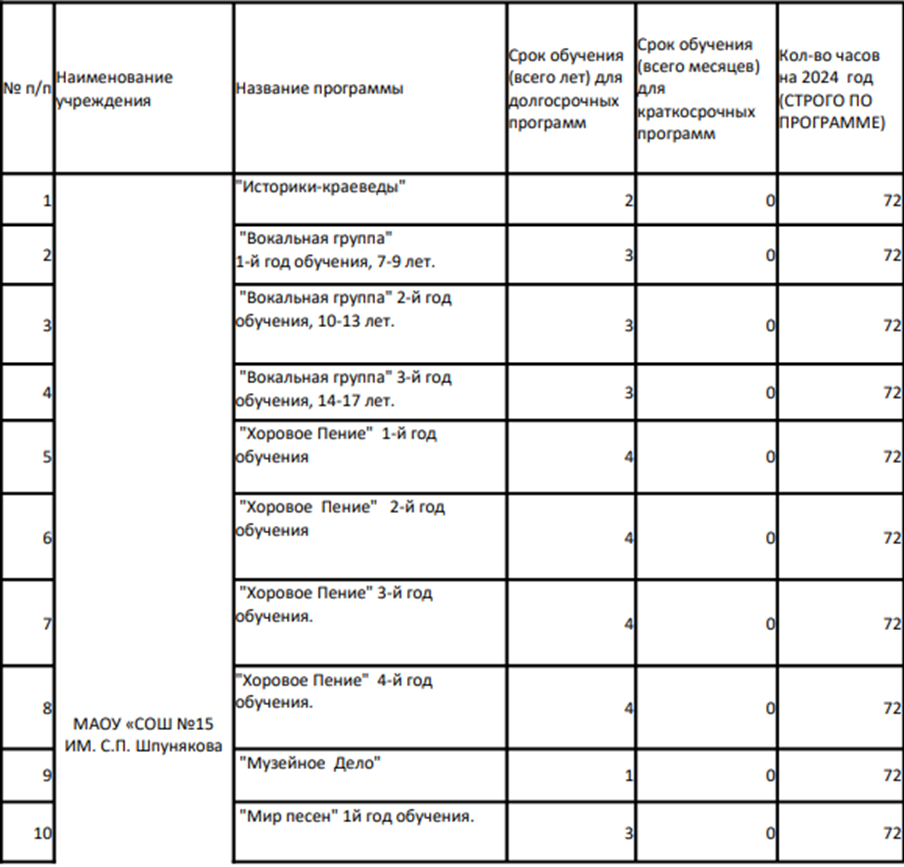 № п/п
Наименование
учреждения
Название программы
Срок обучения
(всего лет) для
долгосрочных
программ
Срок обучения
(всего месяцев)
для
краткосрочных
программ
Кол-во часов
на 2024 год
(СТРОГО ПО
ПРОГРАММЕ)
МАОУ «СОШ №15
ИМ. С.П. Шпунякова
1
"Историки-краеведы"
2
0
72
2
"Вокальная группа"
1-й год обучения, 7-9 лет.
3
0
72
3
"Вокальная группа" 2-й год
обучения, 10-13 лет.
3
0
72
4
"Вокальная группа" 3-й год
обучения, 14-17 лет.
3
0
72
5
"Хоровое Пение" 1-й год
обучения
4
0
72
6
"Хоровое Пение" 2-й год
обучения
4
0
72
7
"Хоровое Пение" 3-й год
обучения.
4
0
72
8
"Хоровое Пение" 4-й год
обучения.
4
0
72
9
"Музейное Дело"
1
0
72
10
"Мир песен" 1й год обучения.
3
0
72